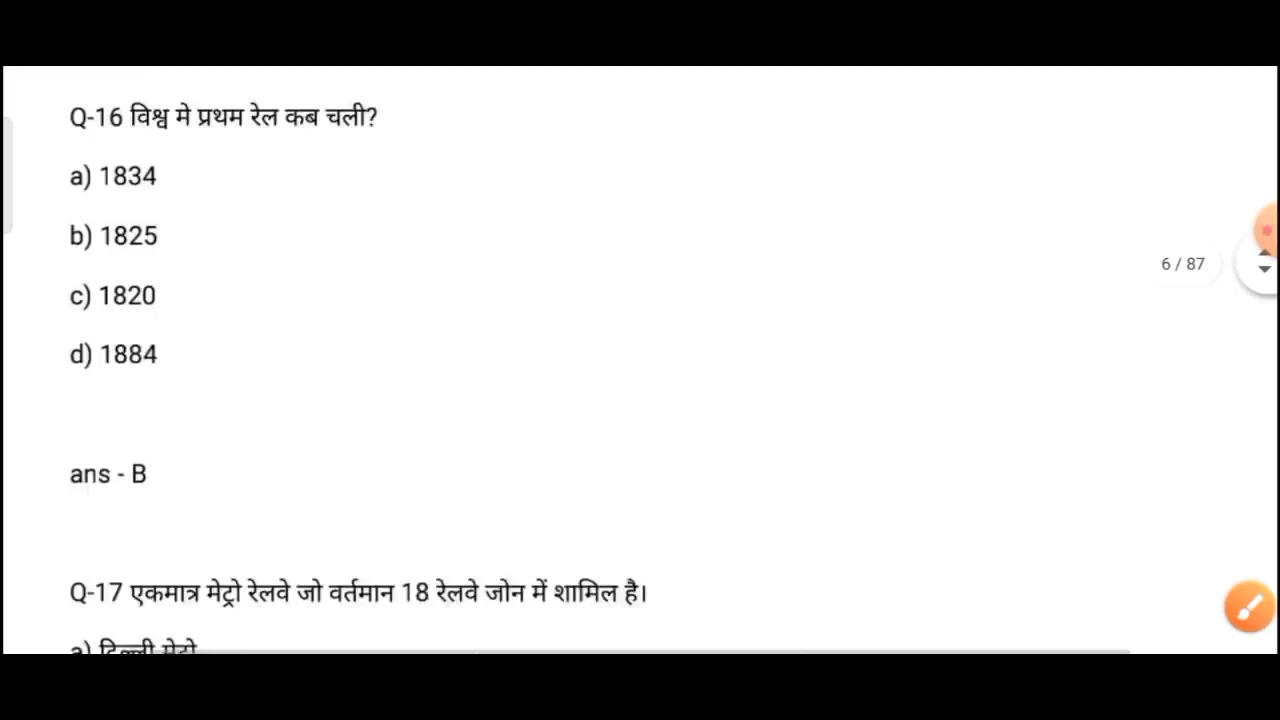 Q-16 विश्व मे प्रथम रेल कब चली?
a) 1834
b) 1825
6 / 87
c) 1820
d) 1884
ans - B
Q-17 एकमात्र मेट्रो रेलवे जो वर्तमान 18 रेलवे जोन में शामिल है।
a) दिल्ली मेट्रो